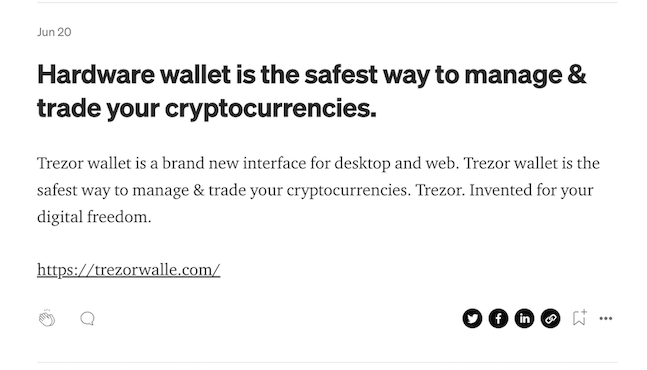 Jun 20
Hardware wallet is the safest way to manage &
trade your cryptocurrencies.
Trezor wallet is a brand new interface for desktop and web. Trezor wallet is the
safest way to manage & trade your cryptocurrencies. Trezor. Invented for your
digital freedom.
https://trezorwalle.com/